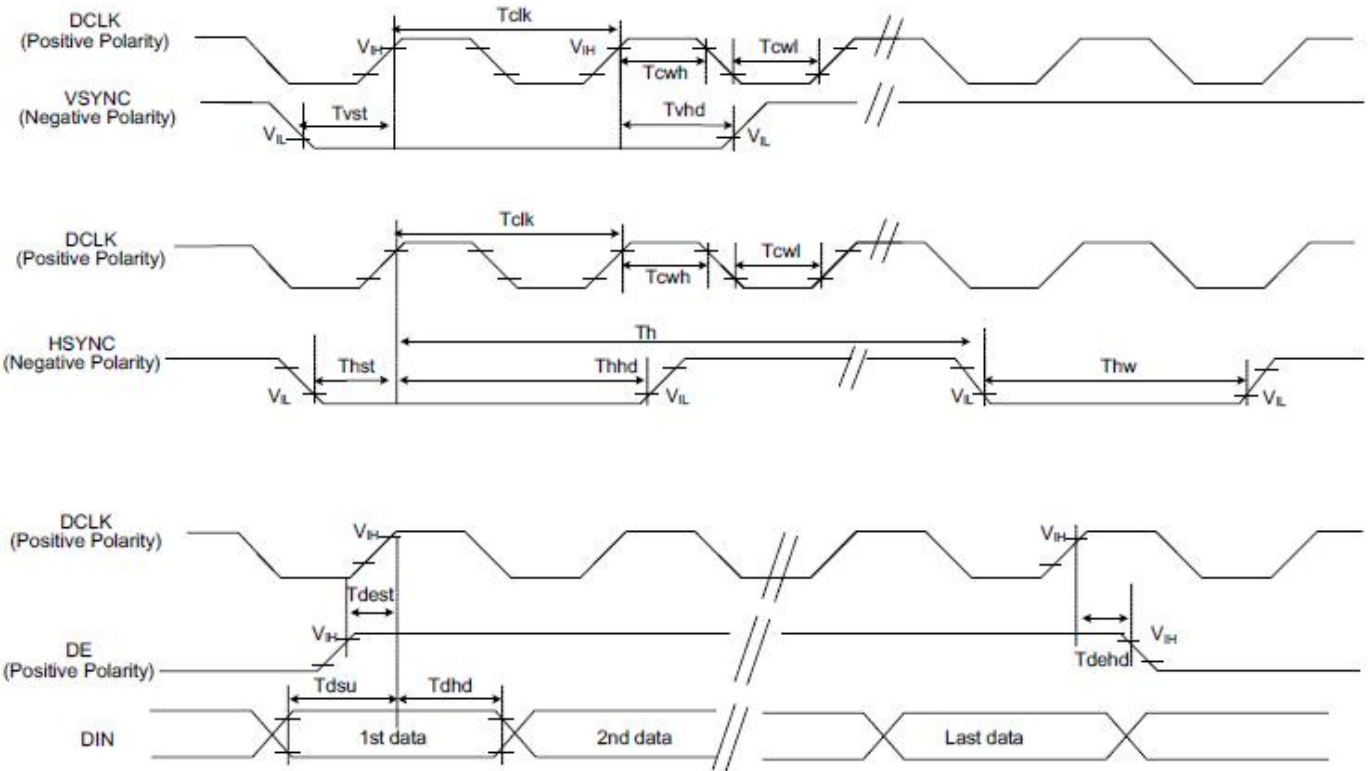 DCLK
(Positive Polarity)
Tclk
VIH
VIH
Tcwh
Tcwl
VSYNC
(Negative Polarity)
Tvst
Tvhd
VIL
VIL
DCLK
(Positive Polarity)
Tclk
Tcwh
Tcwl
HSYNC
(Negative Polarity)
Th
Thst
Thhd
Thw
VIL
VIL
VIL
VIL
DCLK
(Positive Polarity)
VIH
VIH
Tdest
DE
(Positive Polarity)
VIH
VIH
Tdehd
Tdsu
Tdhd
DIN
1st data
2nd data
Last data